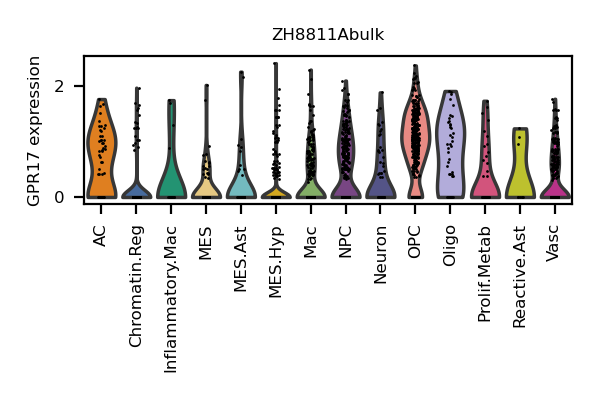 ZH8811Abulk
GPR17 expression
2
0
AC
Chromatin.Reg
Inflammatory.Mac
MES
MES.Ast
MES.Hyp
Mac
NPC
Neuron
OPC
Oligo
Prolif.Metab
Reactive.Ast
Vasc